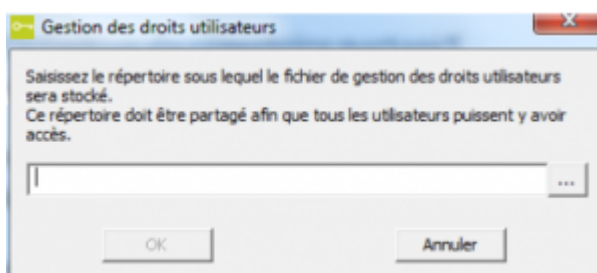 Gestion des droits utilisateurs
Saisissez le répertoire sous lequel le fichier de gestion des droits utilisateurs
sera stocké.
Ce répertoire doit être partagé afin que tous les utilisateurs puissent y avoir
accès.
...
OK
Annuler